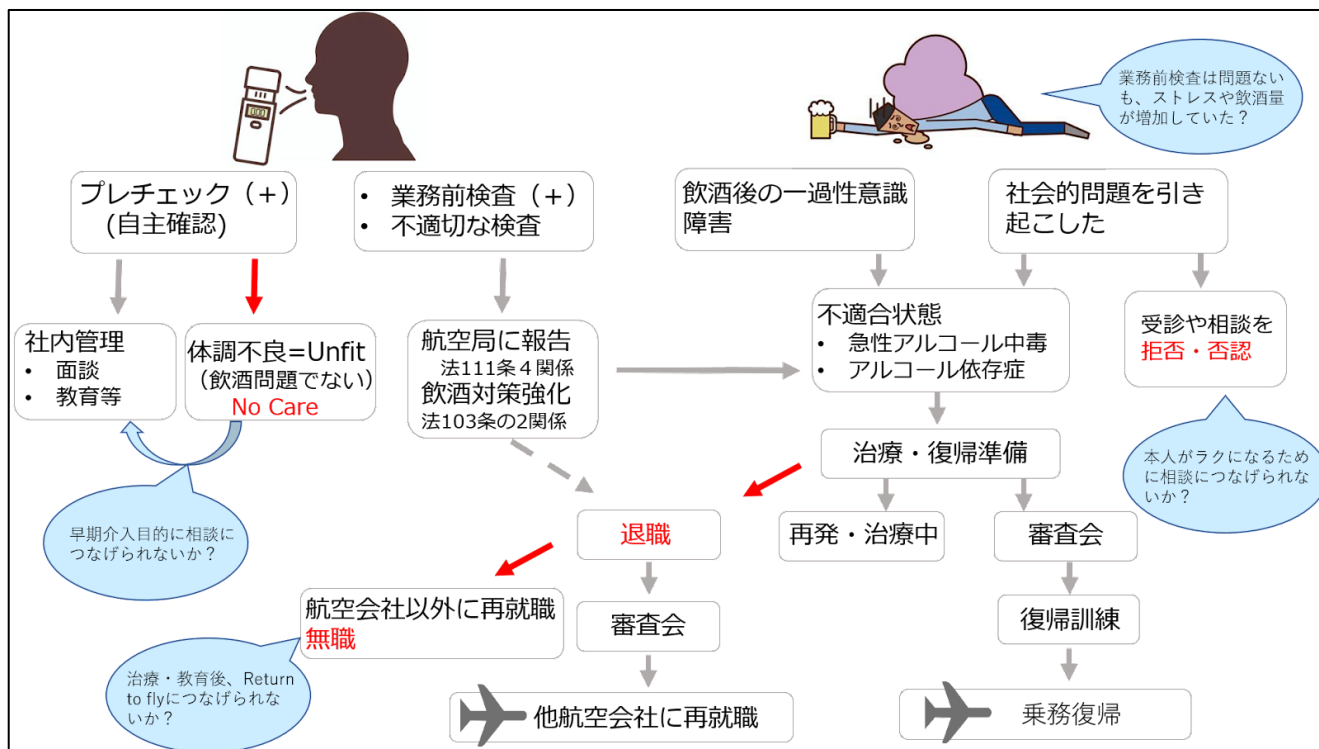 業務前検査は問題ない
も、ストレスや飲酒量
が増加していた？
プレチェック（+）
(自主確認)
• 業務前検査（+）
• 不適切な検査
飲酒後の一過性意識
障害
社会的問題を引き
起こした
社内管理
• 面談
• 教育等
体調不良=Unfit
（飲酒問題でない）
No Care
航空局に報告
法111条４関係
飲酒対策強化
法103条の2関係
不適合状態
• 急性アルコール中毒
• アルコール依存症
受診や相談を
拒否・否認
治療・復帰準備
本人がラクになるため
に相談につなげられな
いか？
早期介入目的に相談に
つなげられないか？
退職
再発・治療中
審査会
航空会社以外に再就職
無職
審査会
復帰訓練
治療・教育後、Return
to flyにつなげられな
いか？
他航空会社に再就職
乗務復帰